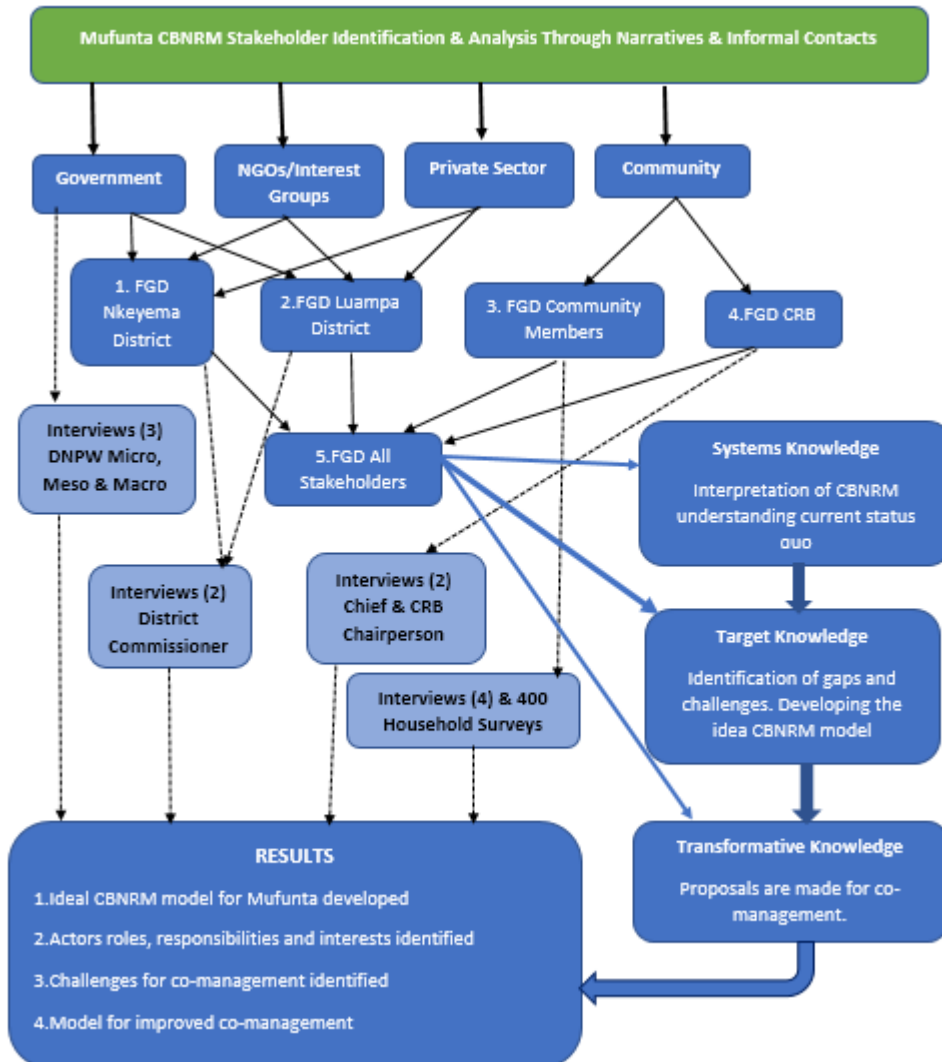 Mufunta CBNRM Stakeholder Identification & Analysis Through Narratives & Informal Contacts
Government
NGOs/Interest
Groups
Private Sector
Community
1. FGD
Nkeyema
District
2.FGD Luampa
District
3. FGD Community
Members
4.FGD CRB
Interviews (3)
DNPW Micro,
Meso & Macro
5.FGD All
Stakeholders
Systems Knowledge
Interpretation of CBNRM
understanding current status
quo
Interviews (2)
District
Commissioner
Interviews (2)
Chief & CRB
Chairperson
Interviews (4) & 400
Household Surveys
Target Knowledge
Identification of gaps and
challenges. Developing the
idea CBNRM model
Transformative Knowledge
Proposals are made for co-
management.
RESULTS
1.Ideal CBNRM model for Mufunta developed
2.Actors roles, responsibilities and interests identified
3.Challenges for co-management identified
4.Model for improved co-management